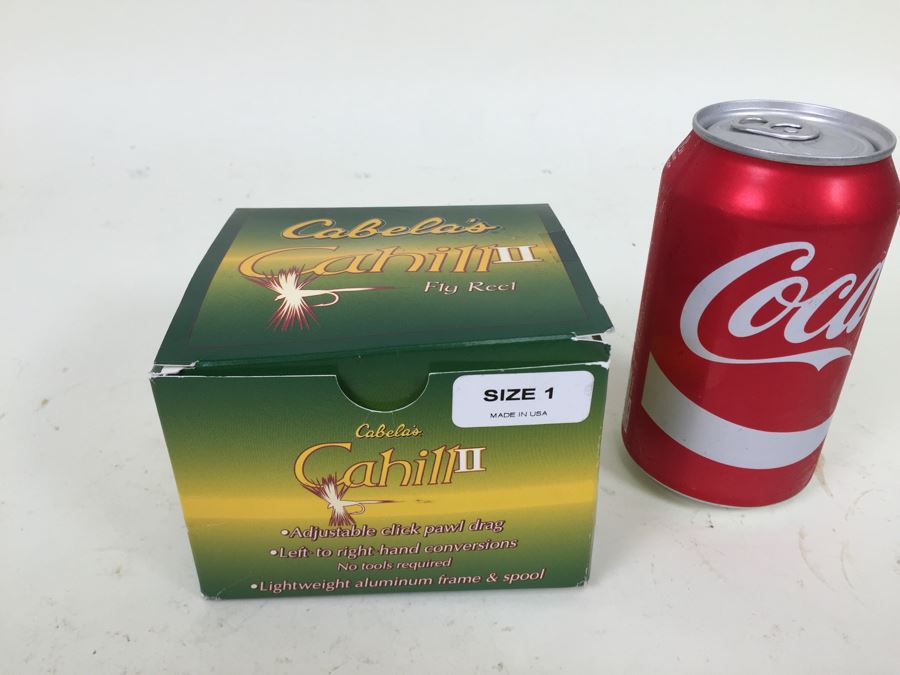 Cabela's
Cahill II
Fly Reel
SIZE 1
MADE IN USA
Cabela's
Cahill II
•Adjustable click pawl drag
•Left to right hand conversions
No tools required
•Lightweight aluminum frame & spool
Coca